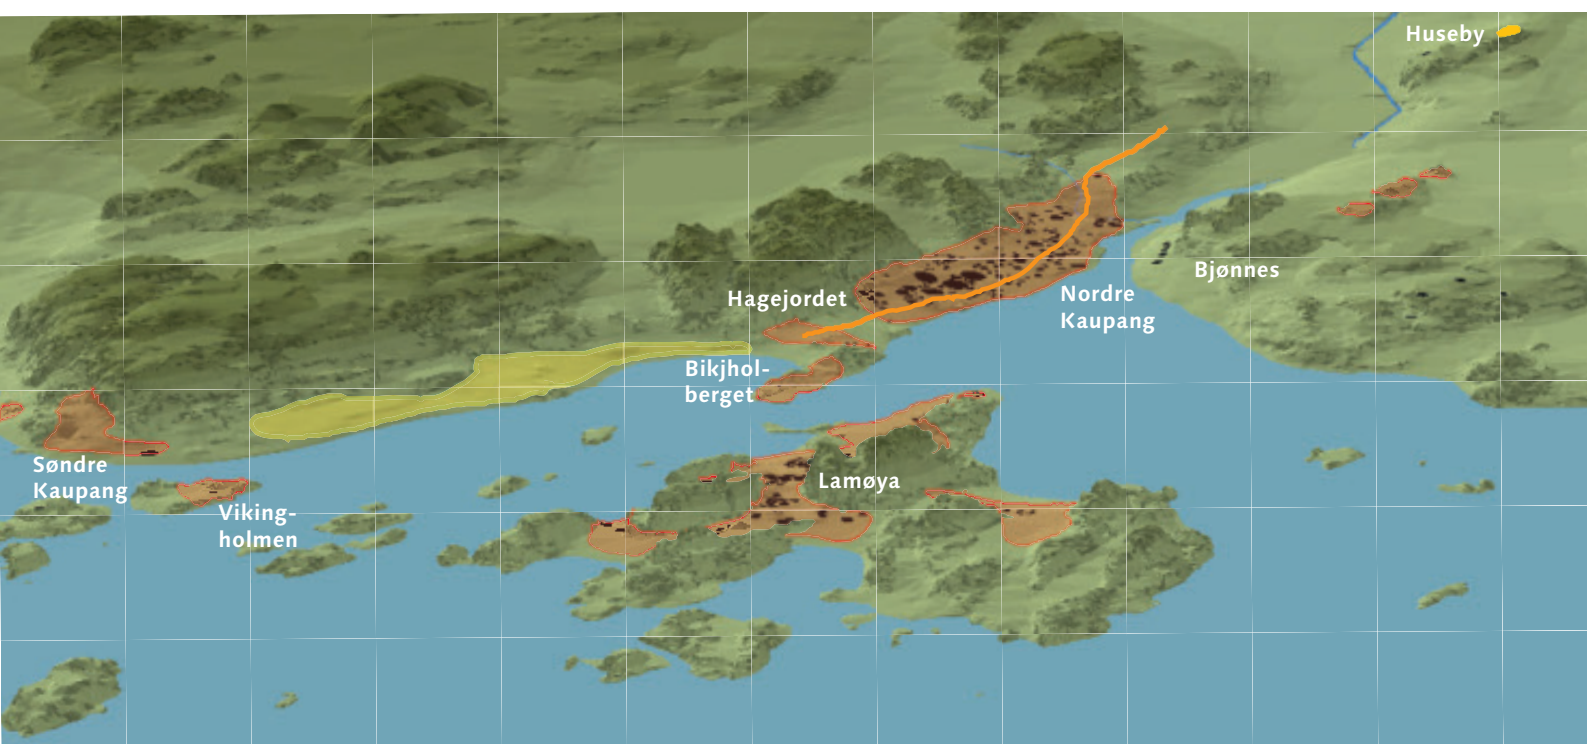 Huseby
Bjønnes
Hagejordet
Nordre
Kaupang
Bikjhol-
berget
Søndre
Kaupang
Lamøya
Viking-
holmen